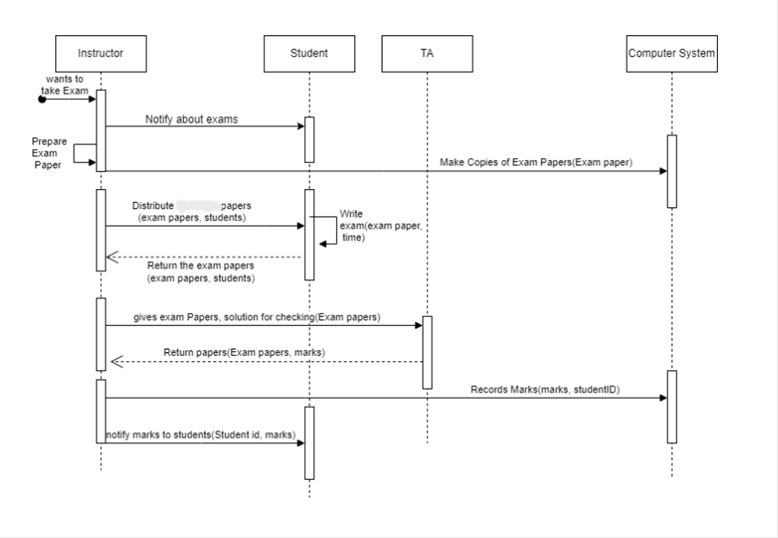 Instructor
Student
TA
Computer System
wants to
take Exam
Notify about exams
Prepare
Exam
Paper
Make Copies of Exam Papers(Exam paper)
Distribute papers
(exam papers, students)
Write
exam(exam paper,
time)
Return the exam papers
(exam papers, students)
gives exam Papers, solution for checking(Exam papers)
Return papers(Exam papers, marks)
Records Marks(marks, studentID)
notify marks to students(Student id, marks)